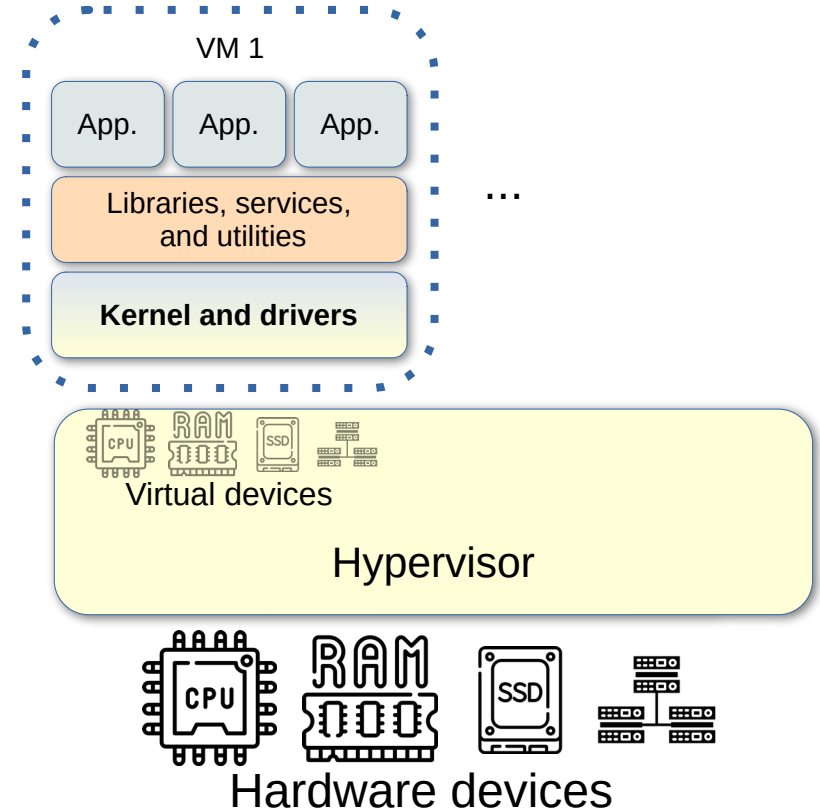 VM 1
App.
App.
App.
Libraries, services,
and utilities
...
Kernel and drivers
CPU
RAM
SSD
Virtual devices
Hypervisor
CPU
RAM
SSD
Hardware devices